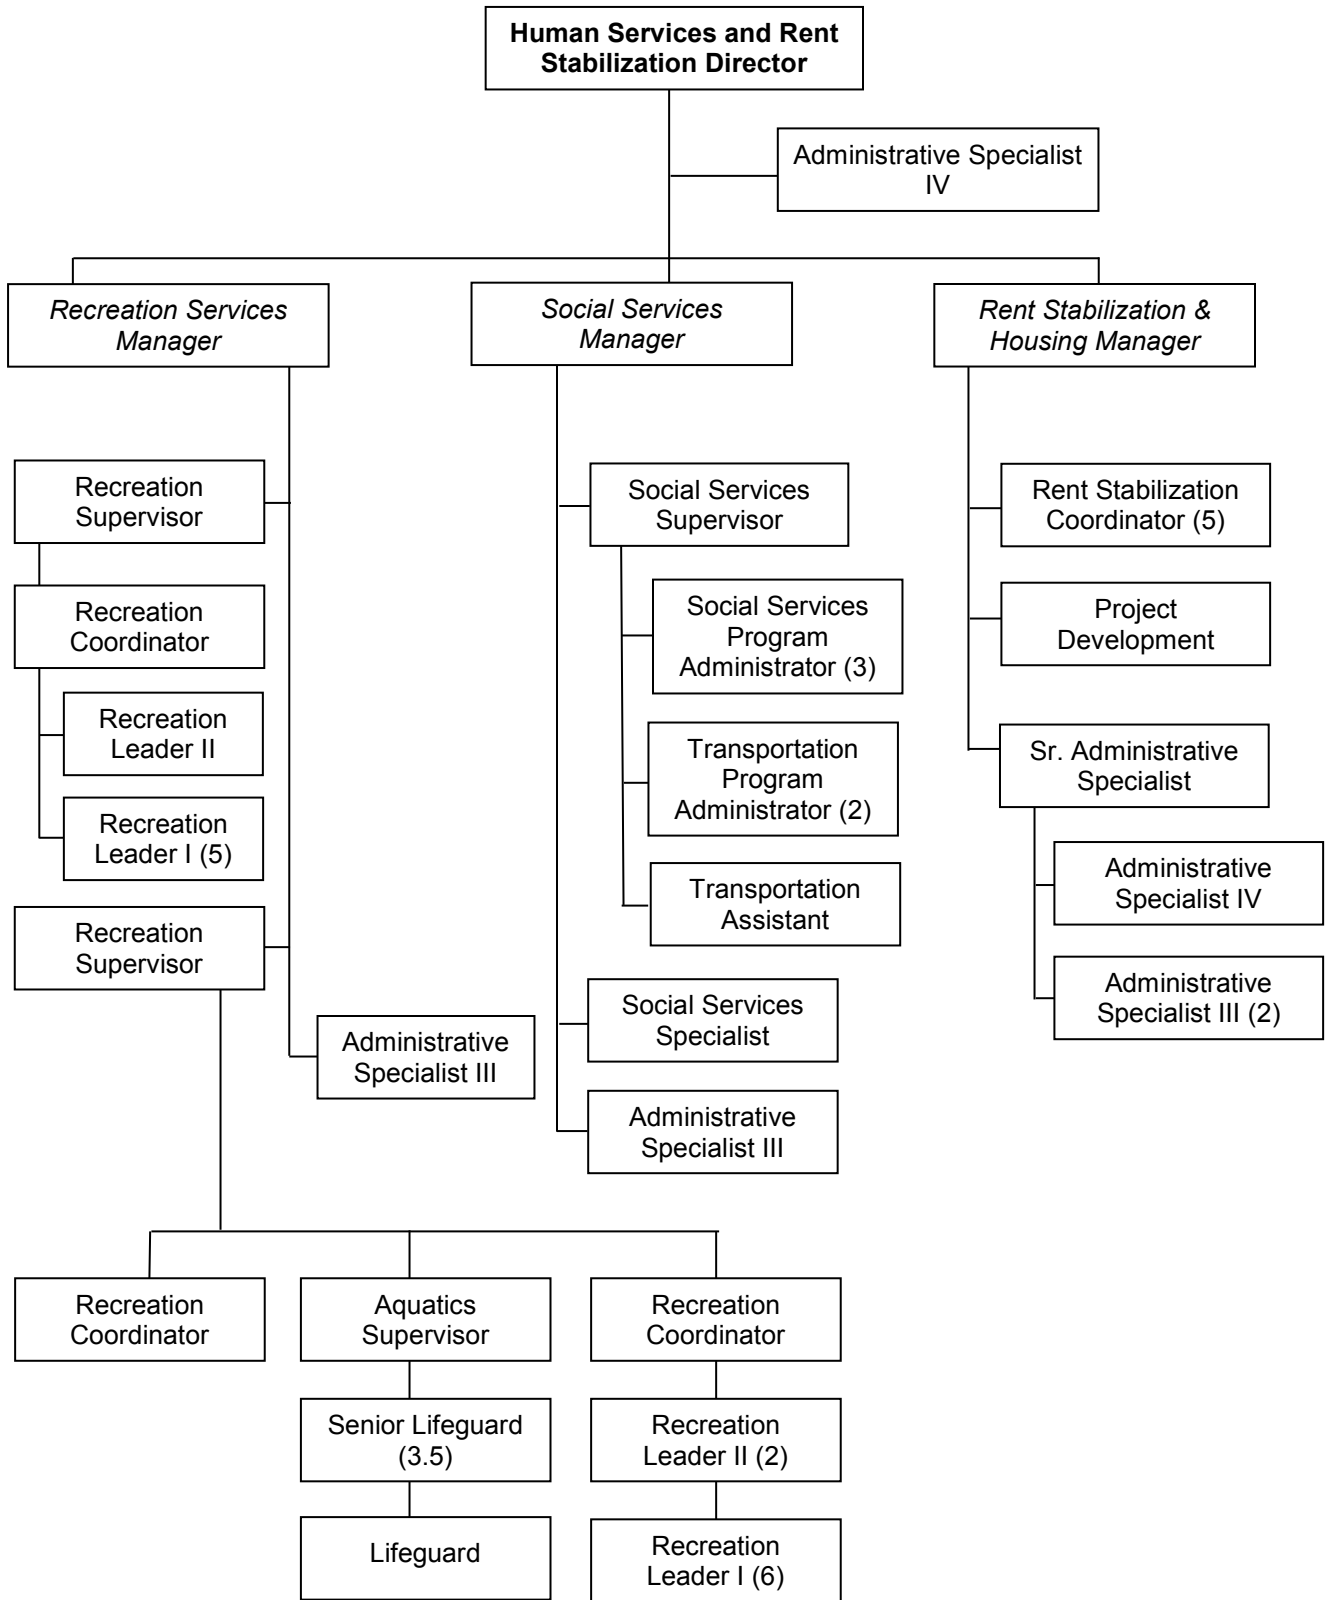 Human Services and Rent
Stabilization Director
Administrative Specialist
IV
Recreation Services
Manager
Social Services
Manager
Rent Stabilization &
Housing Manager
Recreation
Supervisor
Recreation
Coordinator
Recreation
Leader II
Recreation
Leader I (5)
Recreation
Supervisor
Administrative
Specialist III
Social Services
Supervisor
Social Services
Program
Administrator (3)
Transportation
Program
Administrator (2)
Transportation
Assistant
Social Services
Specialist
Administrative
Specialist III
Rent Stabilization
Coordinator (5)
Project
Development
Sr. Administrative
Specialist
Administrative
Specialist IV
Administrative
Specialist III (2)
Recreation
Coordinator
Aquatics
Supervisor
Senior Lifeguard
(3.5)
Lifeguard
Recreation
Coordinator
Recreation
Leader II (2)
Recreation
Leader I (6)